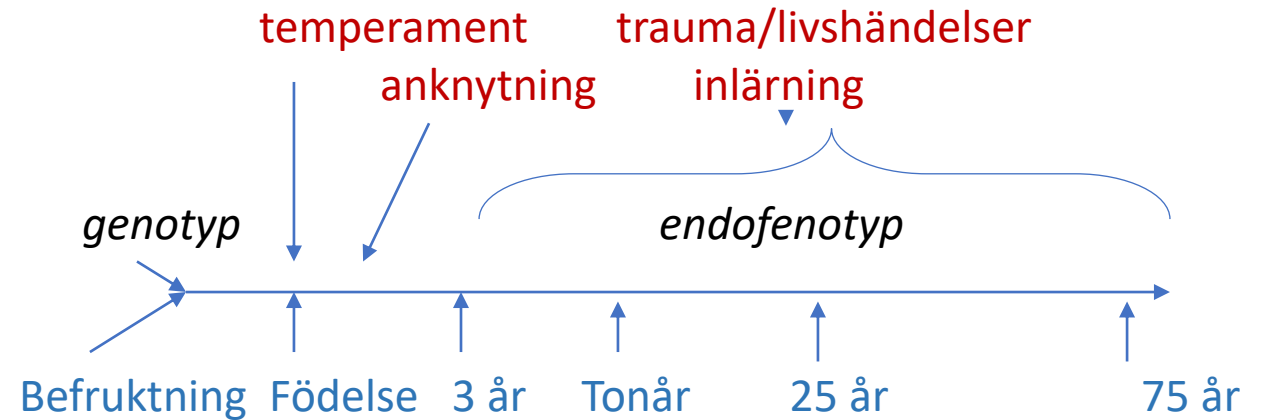 temperament trauma/livshändelser
anknytning inlärning
genotyp endofenotyp
Befruktning Födelse 3 år Tonår 25 år 75 år